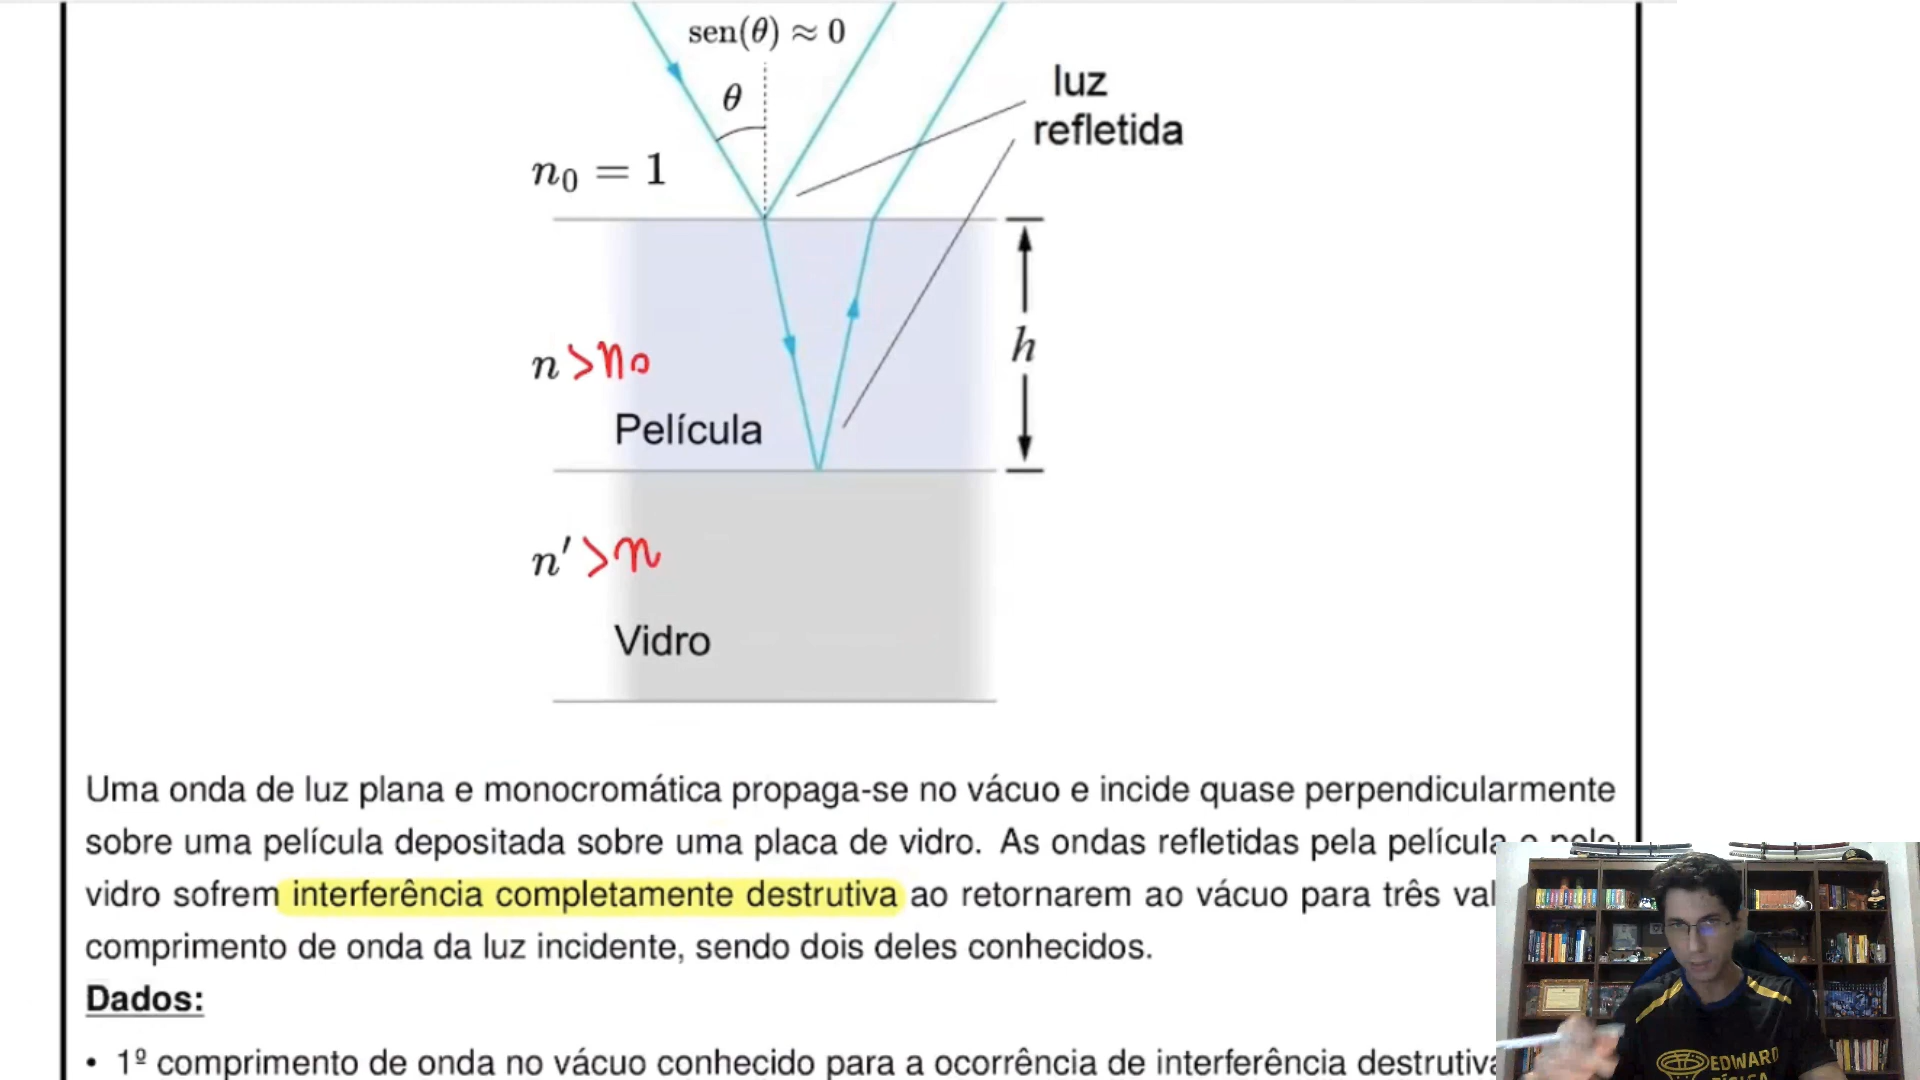 sen(θ) ≈ 0
θ
luz
refletida
n₀ = 1
n > n₀
h
Película
n′ > n
Vidro
Uma onda de luz plana e monocromática propaga-se no vácuo e incide quase perpendicularmente
sobre uma película depositada sobre uma placa de vidro. As ondas refletidas pela película e pelo
vidro sofrem interferência completamente destrutiva ao retornarem ao vácuo para três
comprimento de onda da luz incidente, sendo dois deles conhecidos.
Dados:
• 1º comprimento de onda no vácuo conhecido para a ocorrência de interferência
EDWARD
FÍSICA